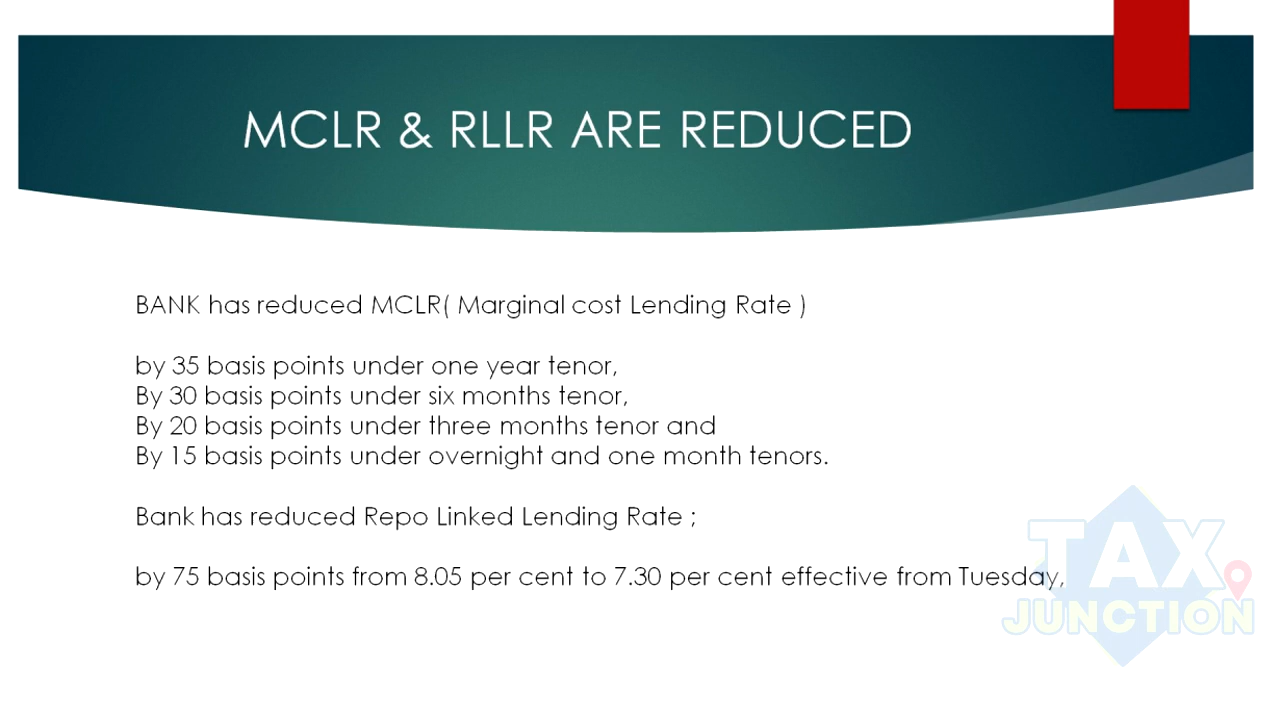 MCLR & RLLR ARE REDUCED
BANK has reduced MCLR( Marginal cost Lending Rate )
by 35 basis points under one year tenor,
By 30 basis points under six months tenor,
By 20 basis points under three months tenor and
By 15 basis points under overnight and one month tenors.
Bank has reduced Repo Linked Lending Rate ;
by 75 basis points from 8.05 per cent to 7.30 per cent effective from Tuesday,
TAX
JUNCTION